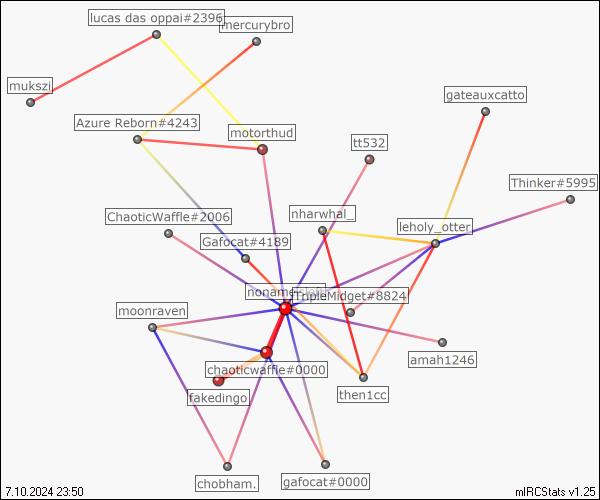 lucas das oppai#2396
mercurybro
mukszi
gateauxcatto
Azure Reborn#4243
motorthud
tt532
Thinker#5995
ChaoticWaffle#2006
nharwhal_
leholy_otter
Gafocat#4189
TripleMidget#8824
moonraven
amah1246
chaoticwaffle#0000
fakedingo
then1cc
chobham.
gafocat#0000
7.10.2024 23:50
mIRCStats v1.25